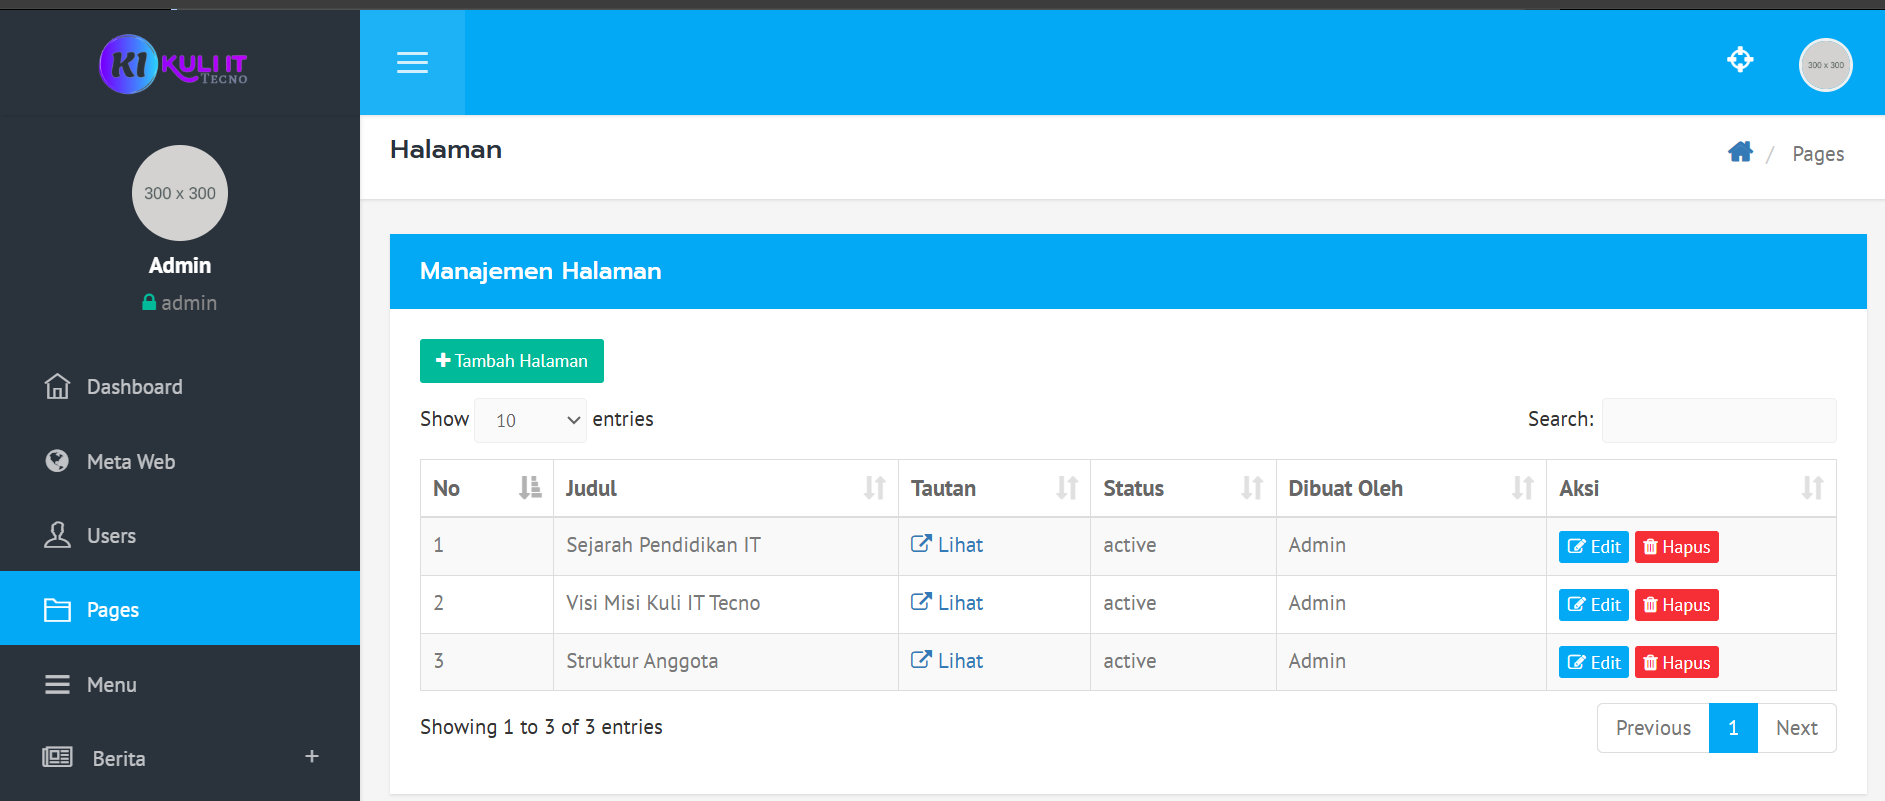 KI KULI IT
TECNO
300 x 300
Halaman
/ Pages
300 x 300
Admin
admin
Dashboard
Meta Web
Users
Pages
Menu
Berita +
Manajemen Halaman
Tambah Halaman
Show 10 entries
Search:
No Judul Tautan Status Dibuat Oleh Aksi
1 Sejarah Pendidikan IT Lihat active Admin Edit Hapus
2 Visi Misi Kuli IT Tecno Lihat active Admin Edit Hapus
3 Struktur Anggota Lihat active Admin Edit Hapus
Showing 1 to 3 of 3 entries
Previous 1 Next